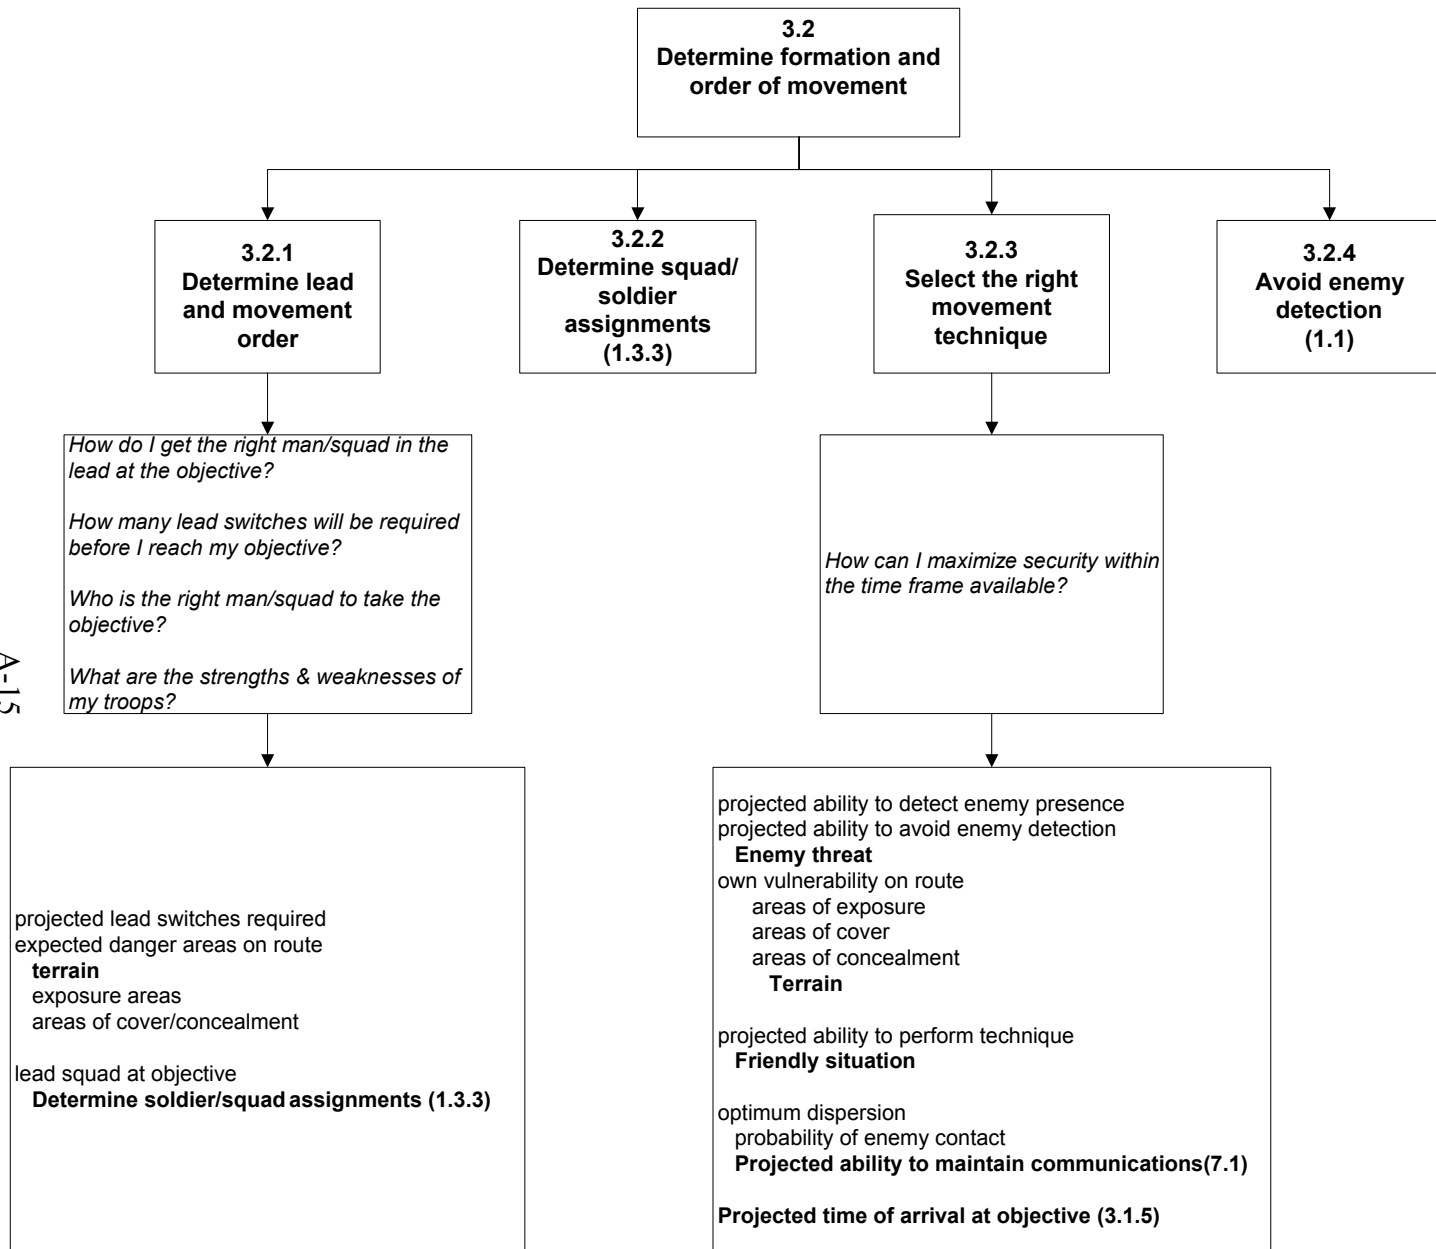 3.2
Determine formation and
order of movement
3.2.1
Determine lead
and movement
order
3.2.2
Determine squad/
soldier
assignments
(1.3.3)
3.2.3
Select the right
movement
technique
3.2.4
Avoid enemy
detection
(1.1)
How do I get the right man/squad in the
lead at the objective?
How many lead switches will be required
before I reach my objective?
Who is the right man/squad to take the
objective?
What are the strengths & weaknesses of
my troops?
How can I maximize security within
the time frame available?
A-15
projected lead switches required
expected danger areas on route
terrain
exposure areas
areas of cover/concealment
lead squad at objective
Determine soldier/squad assignments (1.3.3)
projected ability to detect enemy presence
projected ability to avoid enemy detection
Enemy threat
own vulnerability on route
areas of exposure
areas of cover
areas of concealment
Terrain
projected ability to perform technique
Friendly situation
optimum dispersion
probability of enemy contact
Projected ability to maintain communications(7.1)
Projected time of arrival at objective (3.1.5)